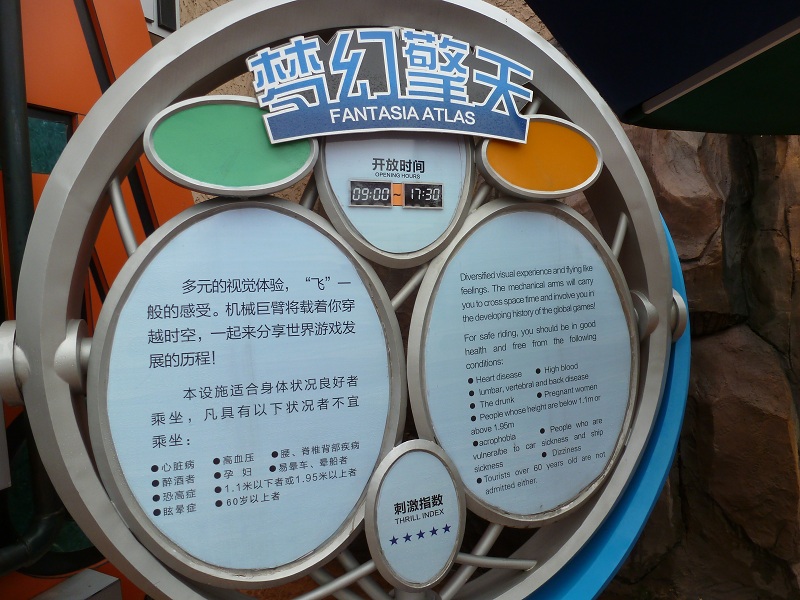 梦幻擎天
FANTASIA ATLAS
开放时间
OPENING HOURS
09:00 ~ 17:30
多元的视觉体验，“飞”一
般的感受。机械巨臂将载着你穿
越时空，一起来分享世界游戏发
展的历程！
本设施适合身体状况良好者
乘坐，凡具有以下状况者不宜
乘坐：
●心脏病 ●高血压 ●腰、脊椎背部疾病
●醉酒者 ●孕 妇 ●易晕车、晕船者
●恐高症 ●1.1米以下者或1.95米以上者
●眩晕症 ●60岁以上者
Diversified visual experience and flying like
feelings. The mechanical arms will carry
you to cross space time and involve you in
the developing history of the global games!
For safe riding, you should be in good
health and free from the following
conditions:
● Heart disease ● High blood
● lumbar, vertebral and back disease
● The drunk ● Pregnant women
● People whose height are below 1.1m or
above 1.95m
●acrophobia ● People who are
vulneralbe to car sickness and ship
sickness ● Dizziness
● Tourists over 60 years old are not
admitted either.
刺激指数
THRILL INDEX
★★★★★